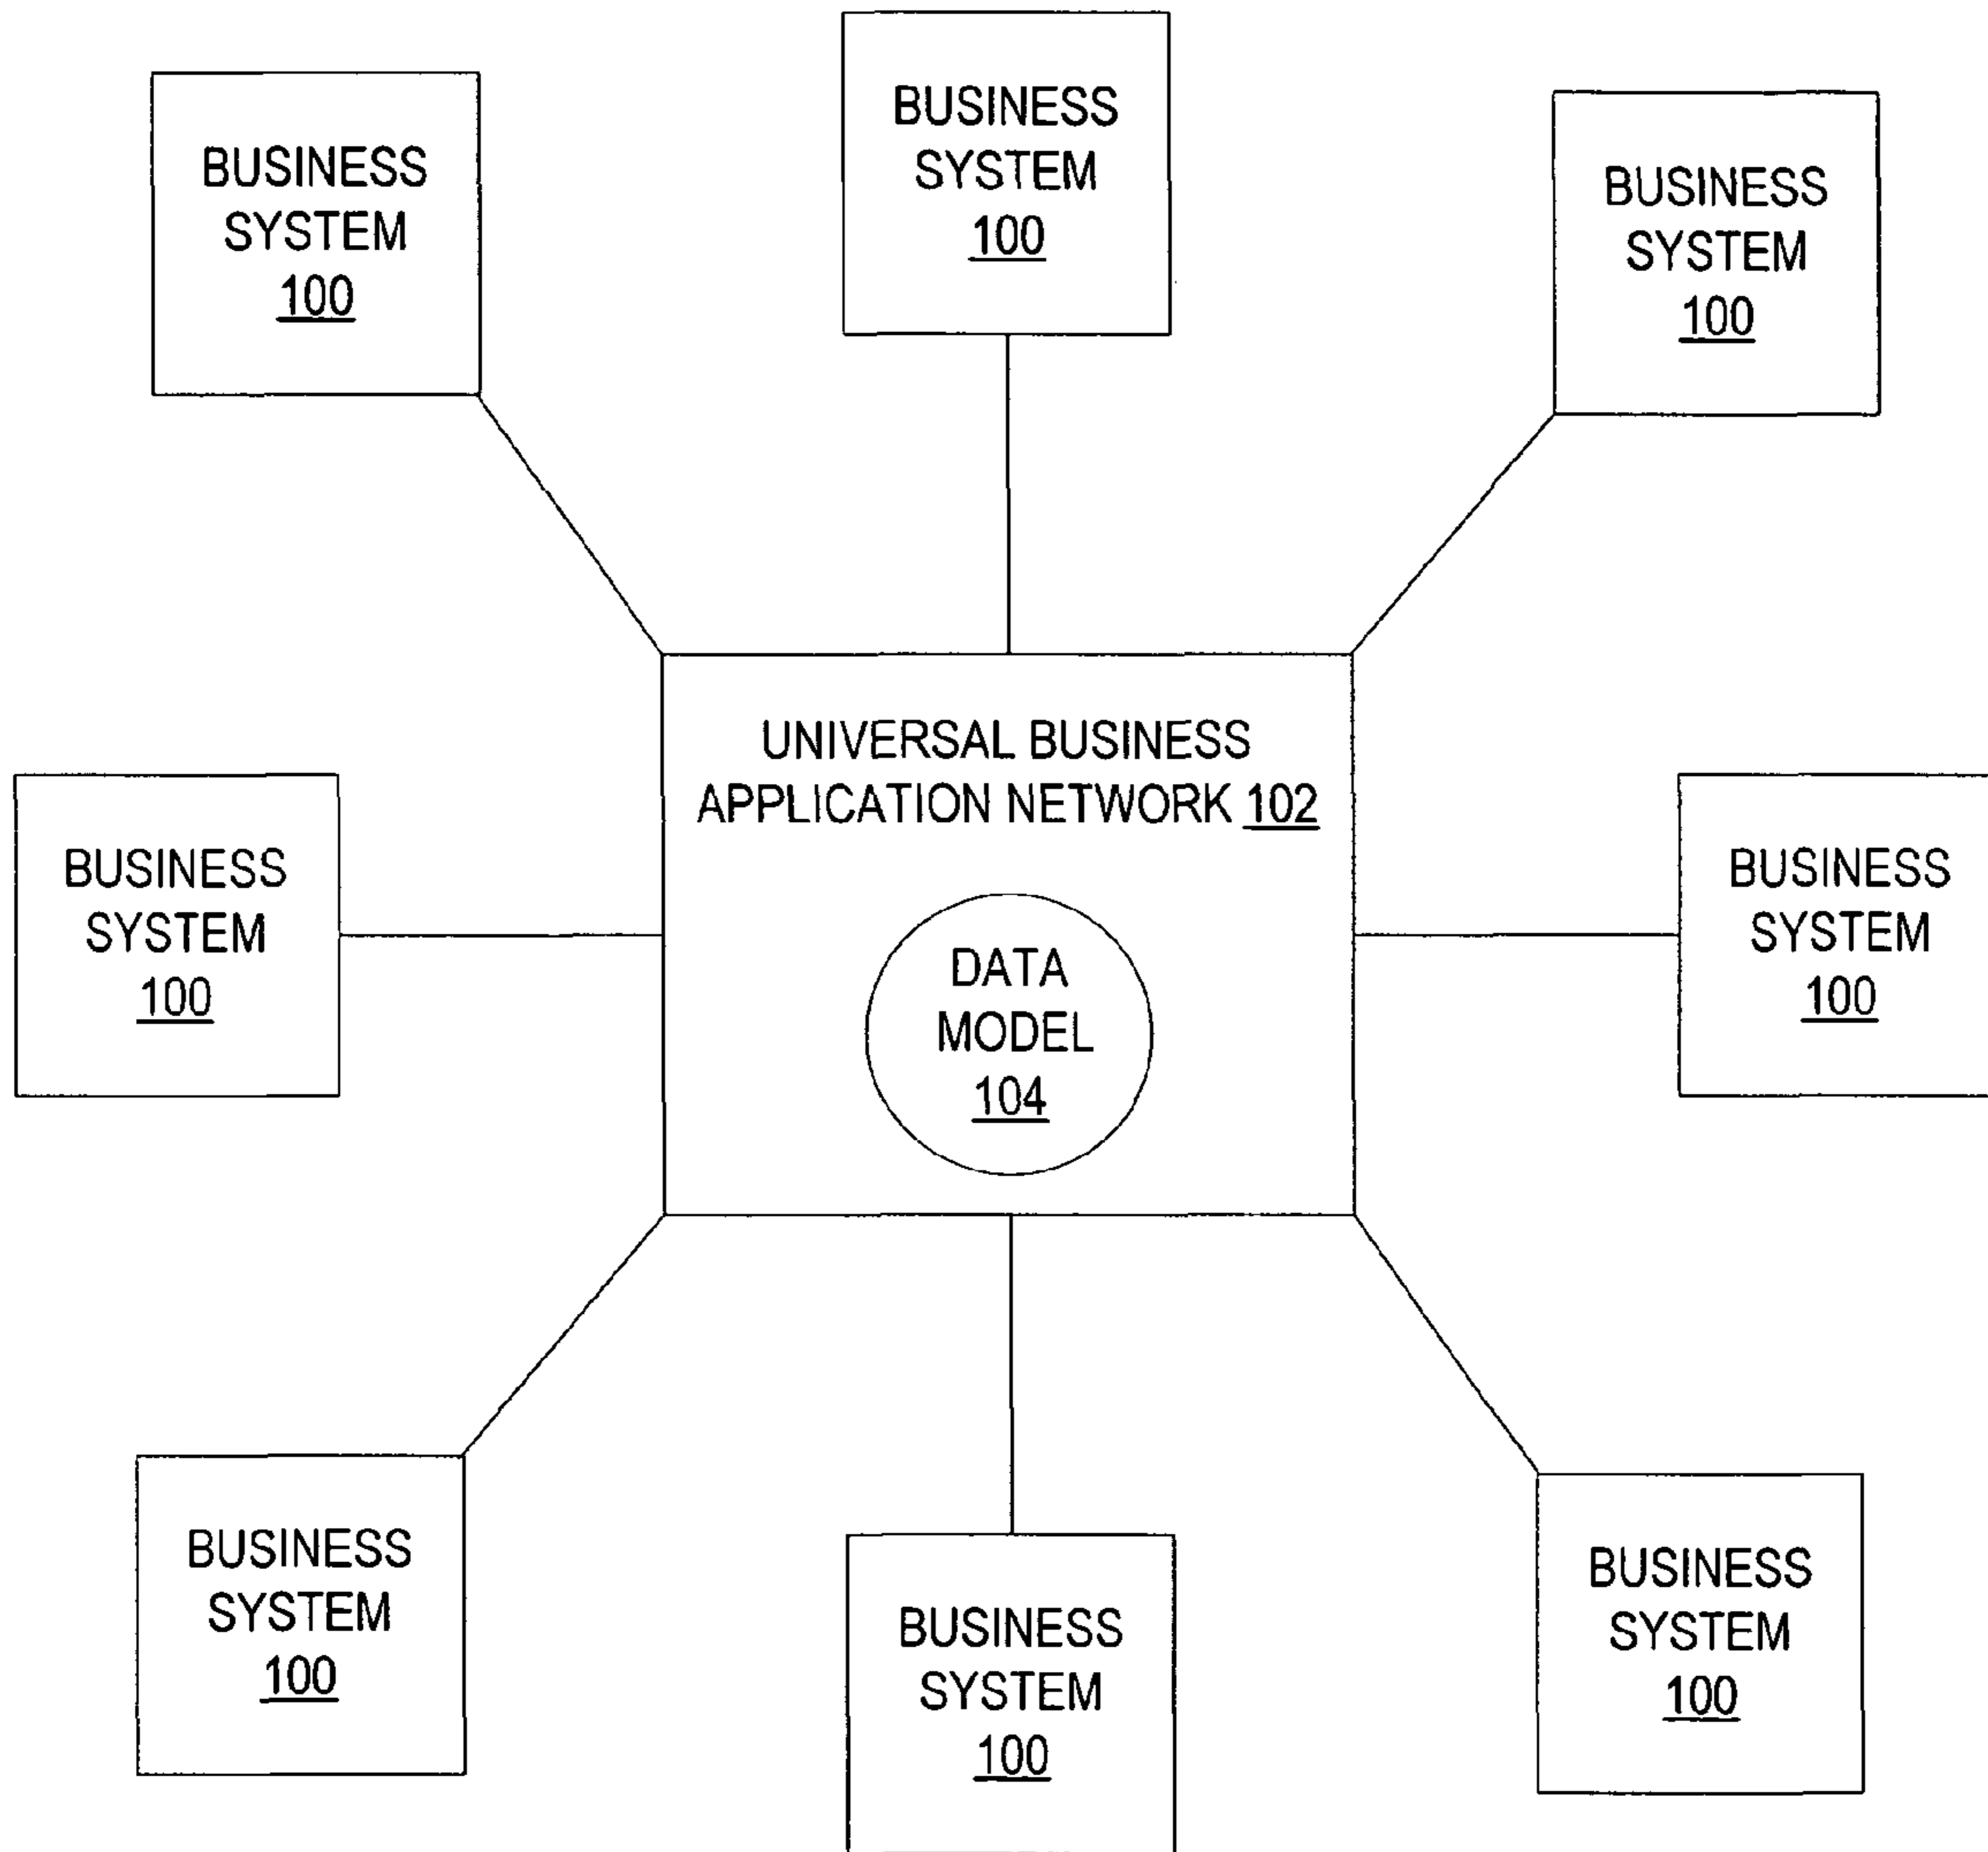 BUSINESS
SYSTEM
100
BUSINESS
SYSTEM
100
BUSINESS
SYSTEM
100
UNIVERSAL BUSINESS
APPLICATION NETWORK 102
BUSINESS
SYSTEM
100
DATA
MODEL
104
BUSINESS
SYSTEM
100
BUSINESS
SYSTEM
100
BUSINESS
SYSTEM
100
BUSINESS
SYSTEM
100